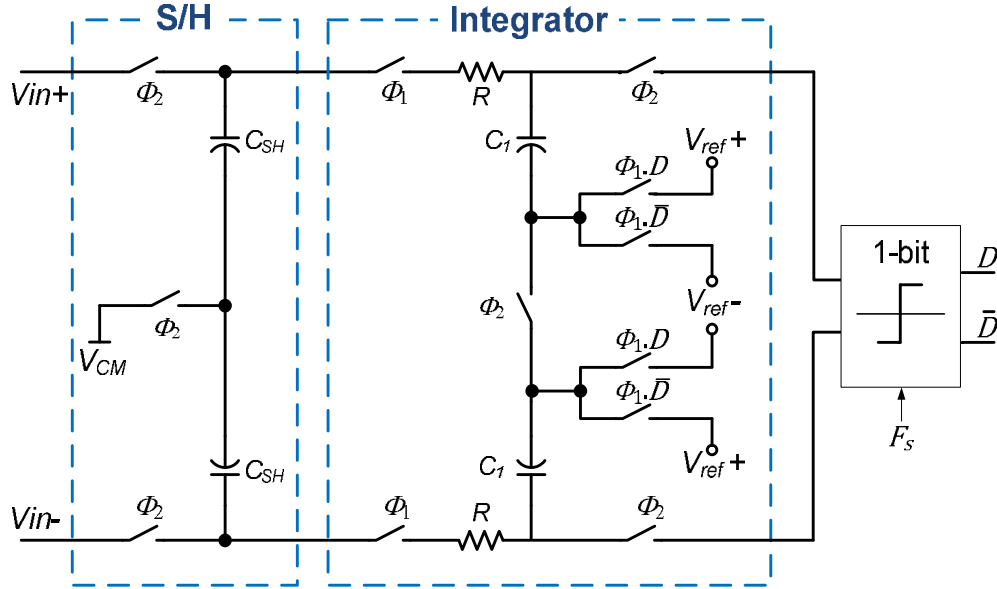 S/H
Integrator
Vin+
Φ2
Φ1
R
Φ2
CSH
C1
Vref+
Φ1.D
Φ1.D̅
1-bit
D
D̅
Φ2
VCM
Φ2
Vref-
Φ1.D
Φ1.D̅
Fs
CSH
C1
Vref+
Vin-
Φ2
Φ1
R
Φ2